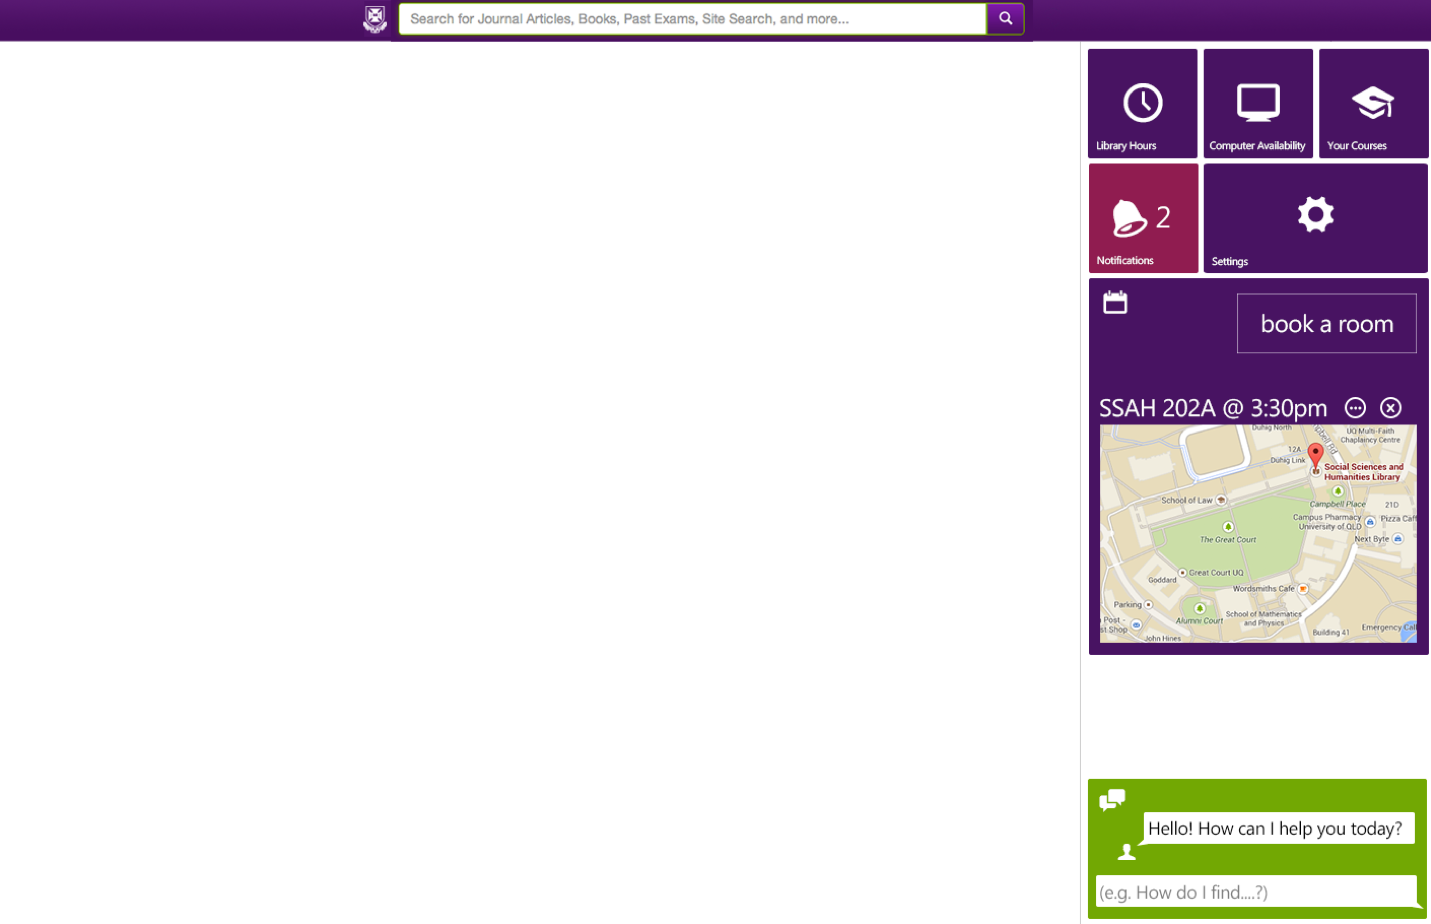 Search for Journal Articles, Books, Past Exams, Site Search, and more...
Library Hours
Computer Availability
Your Courses
2
Notifications
Settings
book a room
SSAH 202A @ 3:30pm
Duhig North
UQ Multi-Faith
Chaplaincy Centre
12A
Duhig Link
Social Sciences and
Humanities Library
School of Law
Campbell Place
21D
Campus Pharmacy
University of QLD
Pizza Caff
The Great Court
Next Byte
Great Court UQ
Goddard
Wordsmiths Cafe
Parking
School of Mathematics
and Physics
Post -
st Shop
Alumni Court
Building 41
Emergency Call
John Hines
Hello! How can I help you today?
(e.g. How do I find....?)